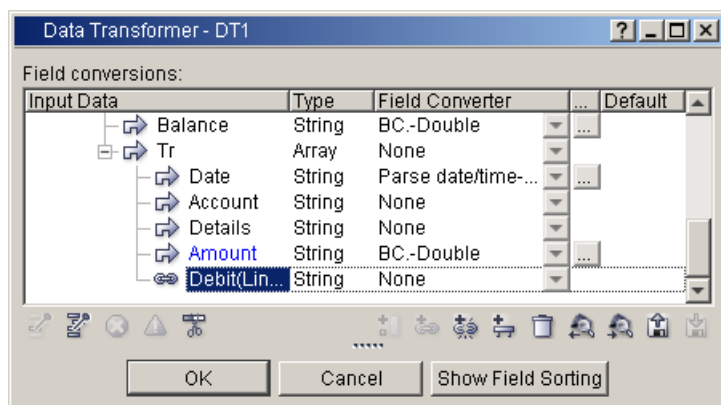 Data Transformer - DT1
Field conversions:
Input Data Type Field Converter ... Default
Balance String BC.-Double ...
Tr Array None
Date String Parse date/time-... ...
Account String None
Details String None
Amount String BC.-Double ...
Debit(Lin... String None
OK Cancel Show Field Sorting